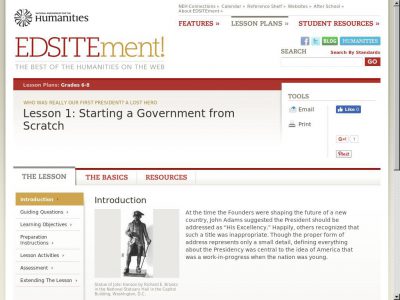 NEH Connections • Calendar • Reference Shelf • Websites • After School •
About EDSITEment
NATIONAL ENDOWMENT FOR THE
Humanities
FEATURES » LESSON PLANS » STUDENT RESOURCES »
EDSITEment!
THE BEST OF THE HUMANITIES ON THE WEB
BLOG HUMANITIES
SEARCH Search By Standards
GO
Lesson Plans: Grades 6-8
WHO WAS REALLY OUR FIRST PRESIDENT? A LOST HERO
Lesson 1: Starting a Government from
Scratch
TOOLS
Email
Like 0
Print
G+1
Pin it
THE LESSON THE BASICS RESOURCES
Introduction ›
Guiding Questions ›
Learning Objectives ›
Preparation
Instructions ›
Lesson Activities ›
Assessment ›
Extending The Lesson ›
Introduction
At the time the Founders were shaping the future of a new
country, John Adams suggested the President should be
addressed as "His Excellency." Happily, others recognized that
such a title was inappropriate. Though the proper form of
address represents only a small detail, defining everything
about the Presidency was central to the idea of America that
was a work-in-progress when the nation was young.
Statue of John Hanson by Richard E. Brooks
in the National Statuary Hall in the Capitol
Building, Washington, D.C.